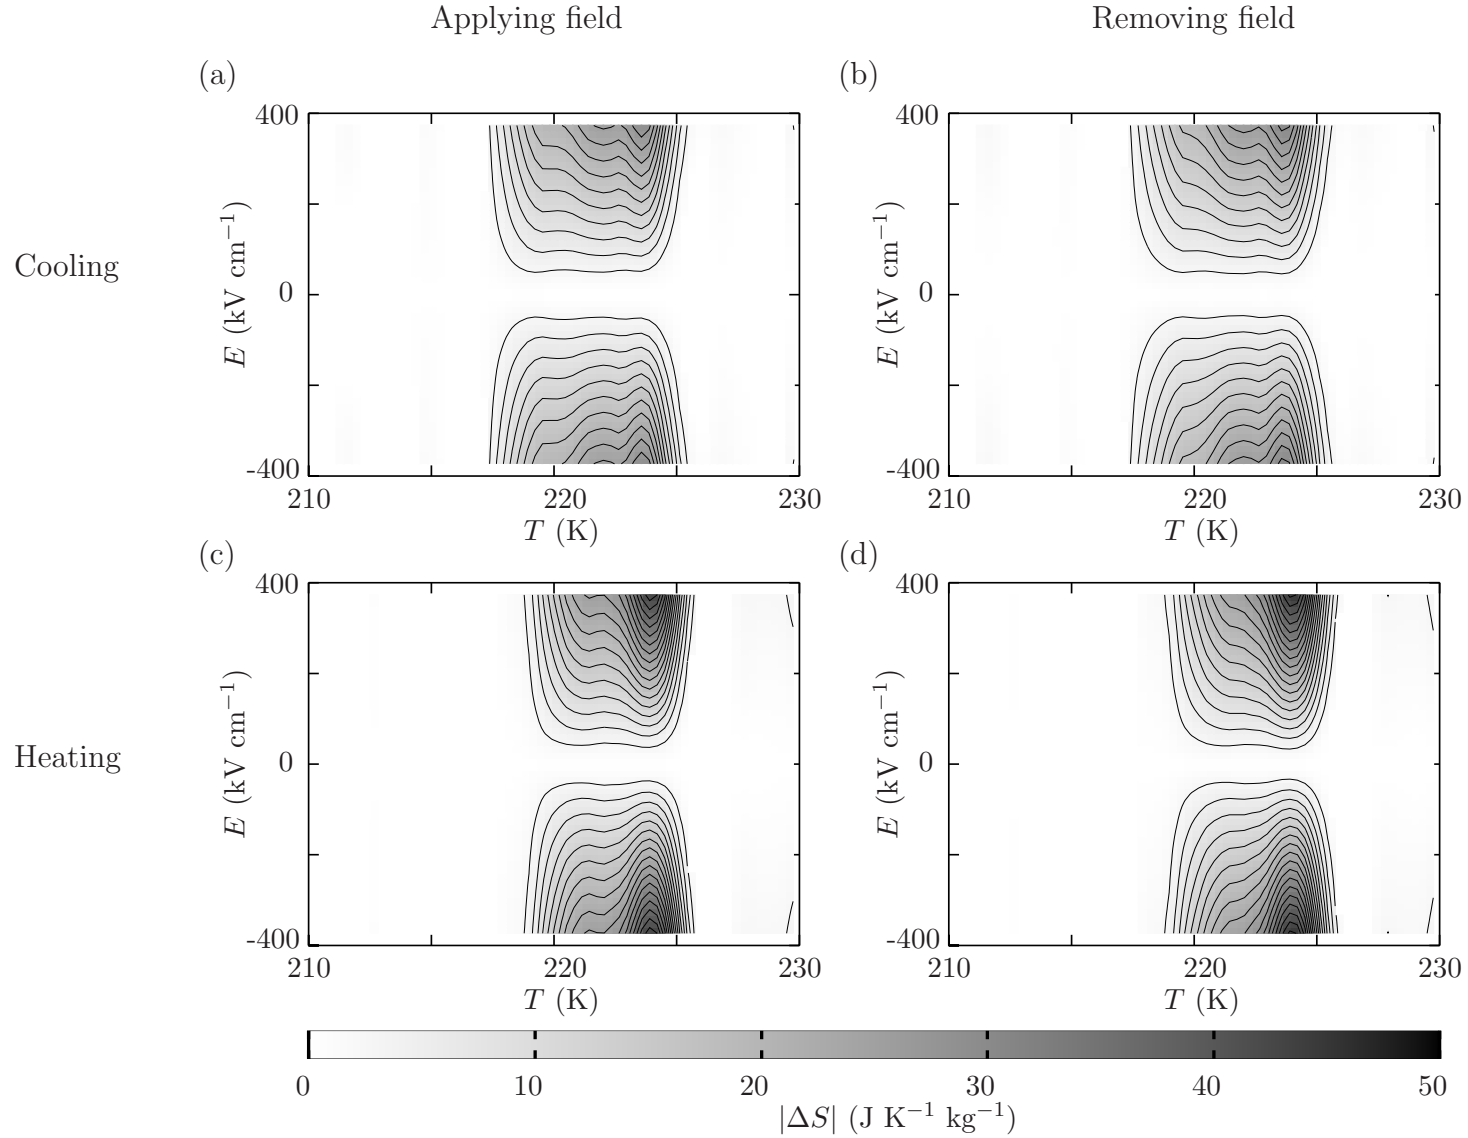 Applying field
Removing field
(a)
(b)
400
0
-400
E (kV cm−1)
210
220
230
T (K)
400
0
-400
E (kV cm−1)
210
220
230
T (K)
Cooling
(c)
(d)
400
0
-400
E (kV cm−1)
210
220
230
T (K)
400
0
-400
E (kV cm−1)
210
220
230
T (K)
Heating
0 10 20 30 40 50
|ΔS| (J K−1 kg−1)